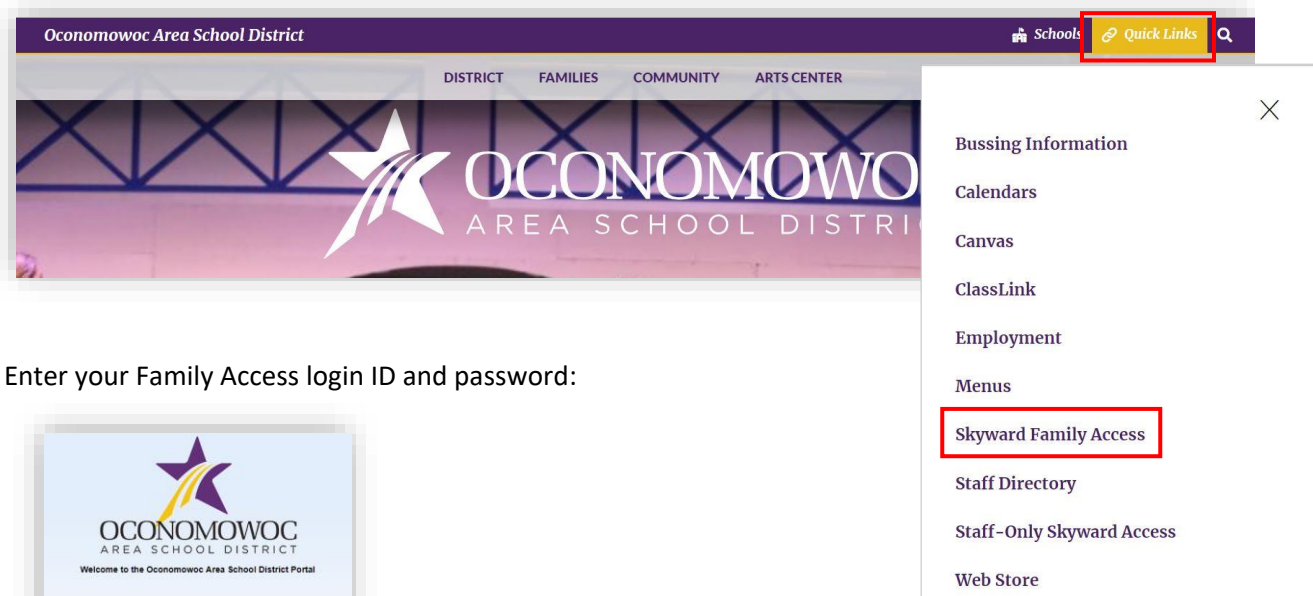 Oconomowoc Area School District
Schools
Quick Links
DISTRICT FAMILIES COMMUNITY ARTS CENTER
OCONOMOWO
AREA SCHOOL DISTRI
Bussing Information
Calendars
Canvas
ClassLink
Employment
Menus
Skyward Family Access
Staff Directory
Staff-Only Skyward Access
Web Store
Enter your Family Access login ID and password:
OCONOMOWOC
AREA SCHOOL DISTRICT
Welcome to the Oconomowoc Area School District Portal